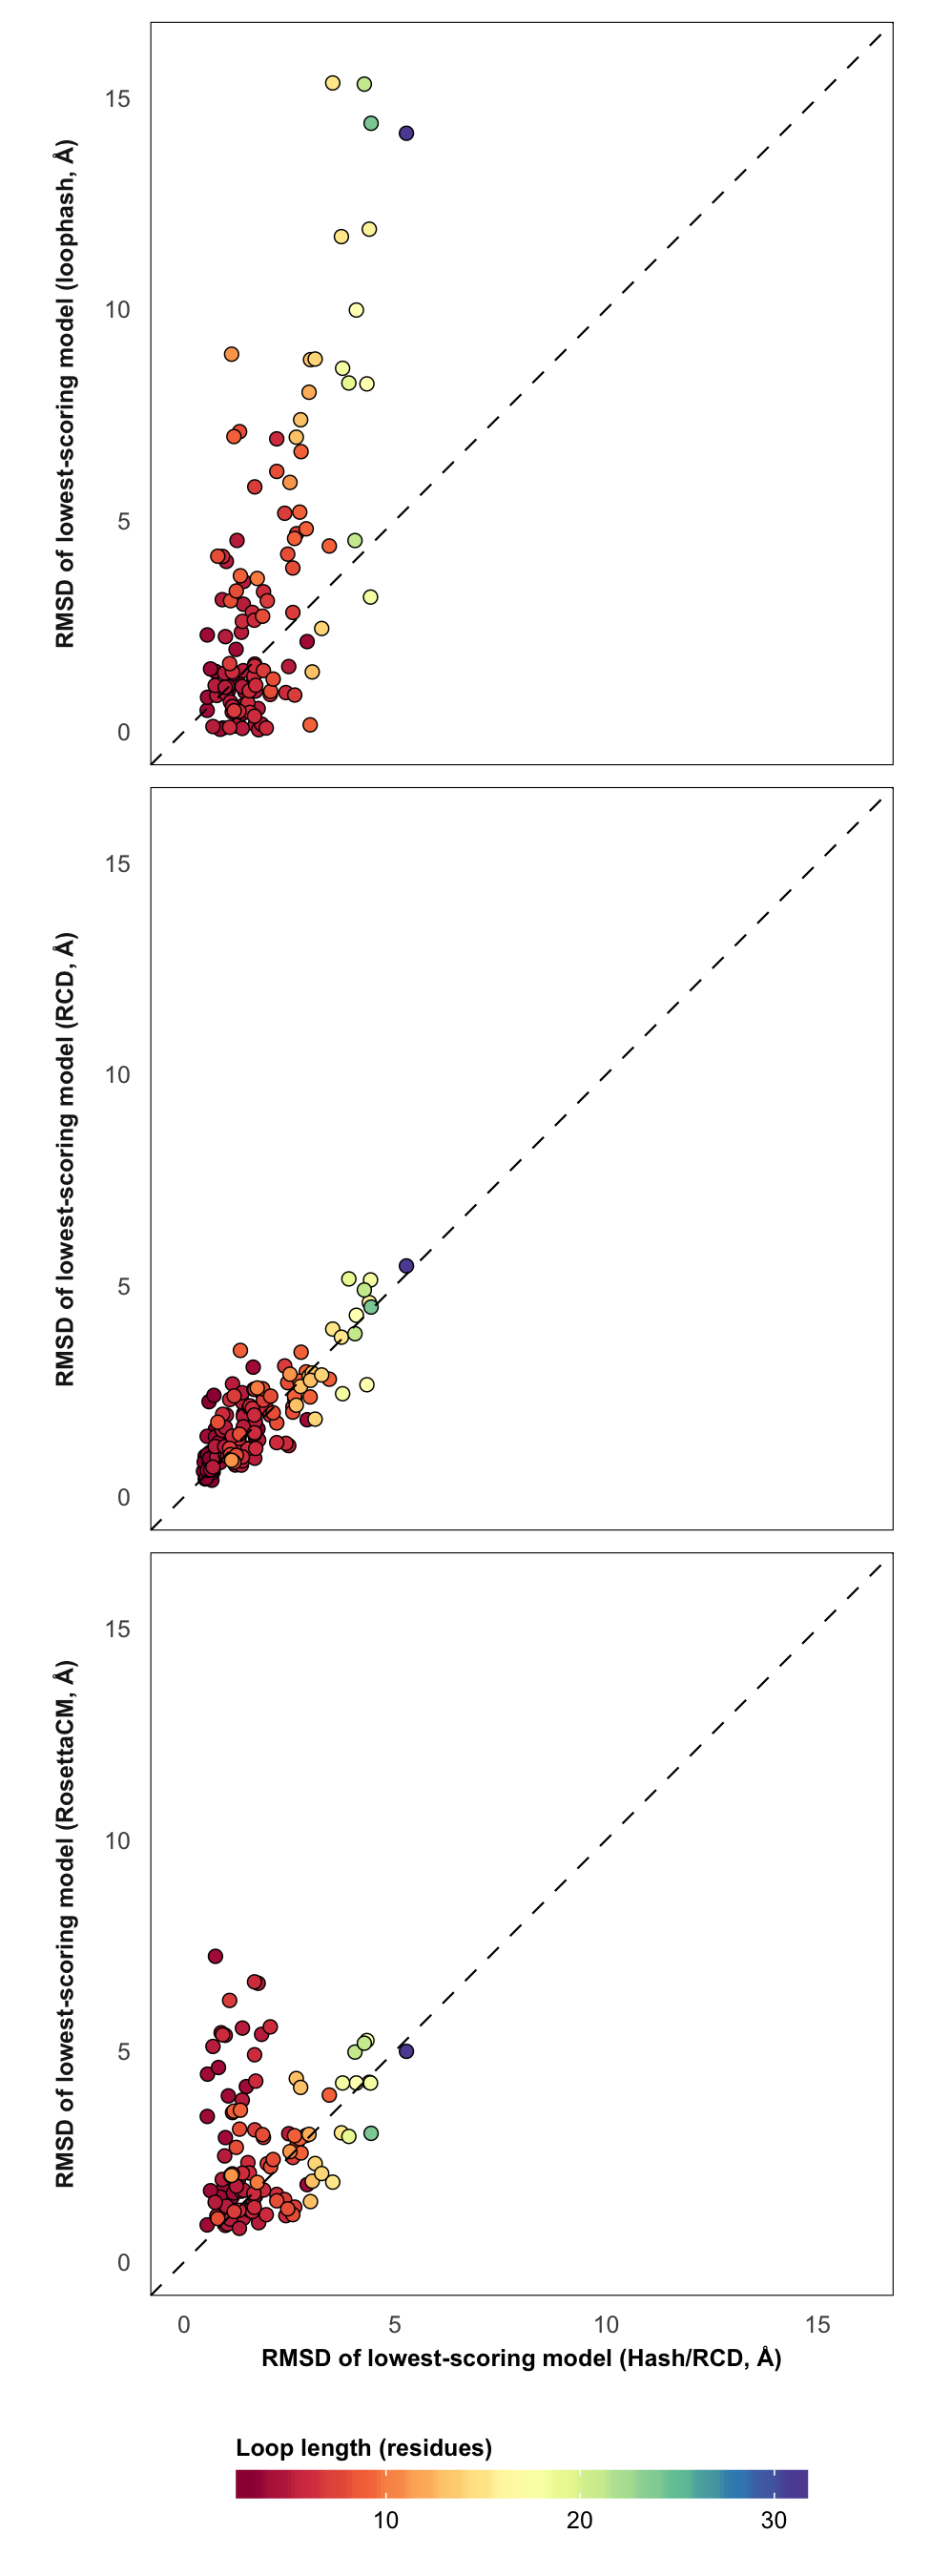 RMSD of lowest-scoring model (loophash, Å)
15
10
5
0
RMSD of lowest-scoring model (RCD, Å)
15
10
5
0
RMSD of lowest-scoring model (RosettaCM, Å)
15
10
5
0
0 5 10 15
RMSD of lowest-scoring model (Hash/RCD, Å)
Loop length (residues)
10 20 30